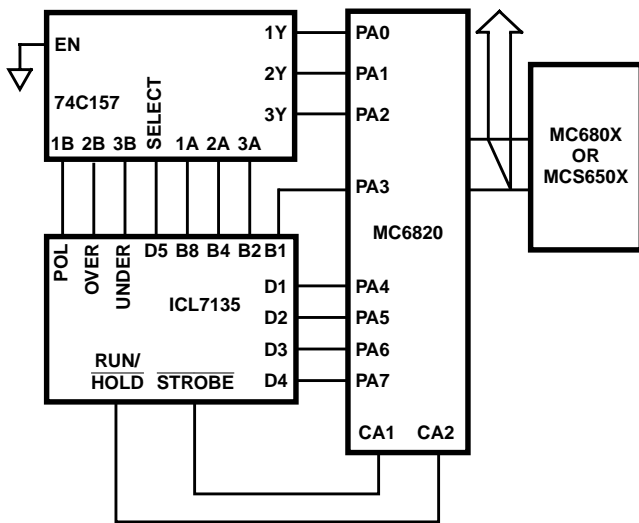 EN
74C157
1Y
2Y
3Y
SELECT
1B 2B 3B 1A 2A 3A
PA0
PA1
PA2
PA3
MC6820
PA4
PA5
PA6
PA7
CA1 CA2
MC680X
OR
MCS650X
POL
OVER
UNDER
D5 B8 B4 B2 B1
ICL7135
D1
D2
D3
D4
RUN/
HOLD STROBE